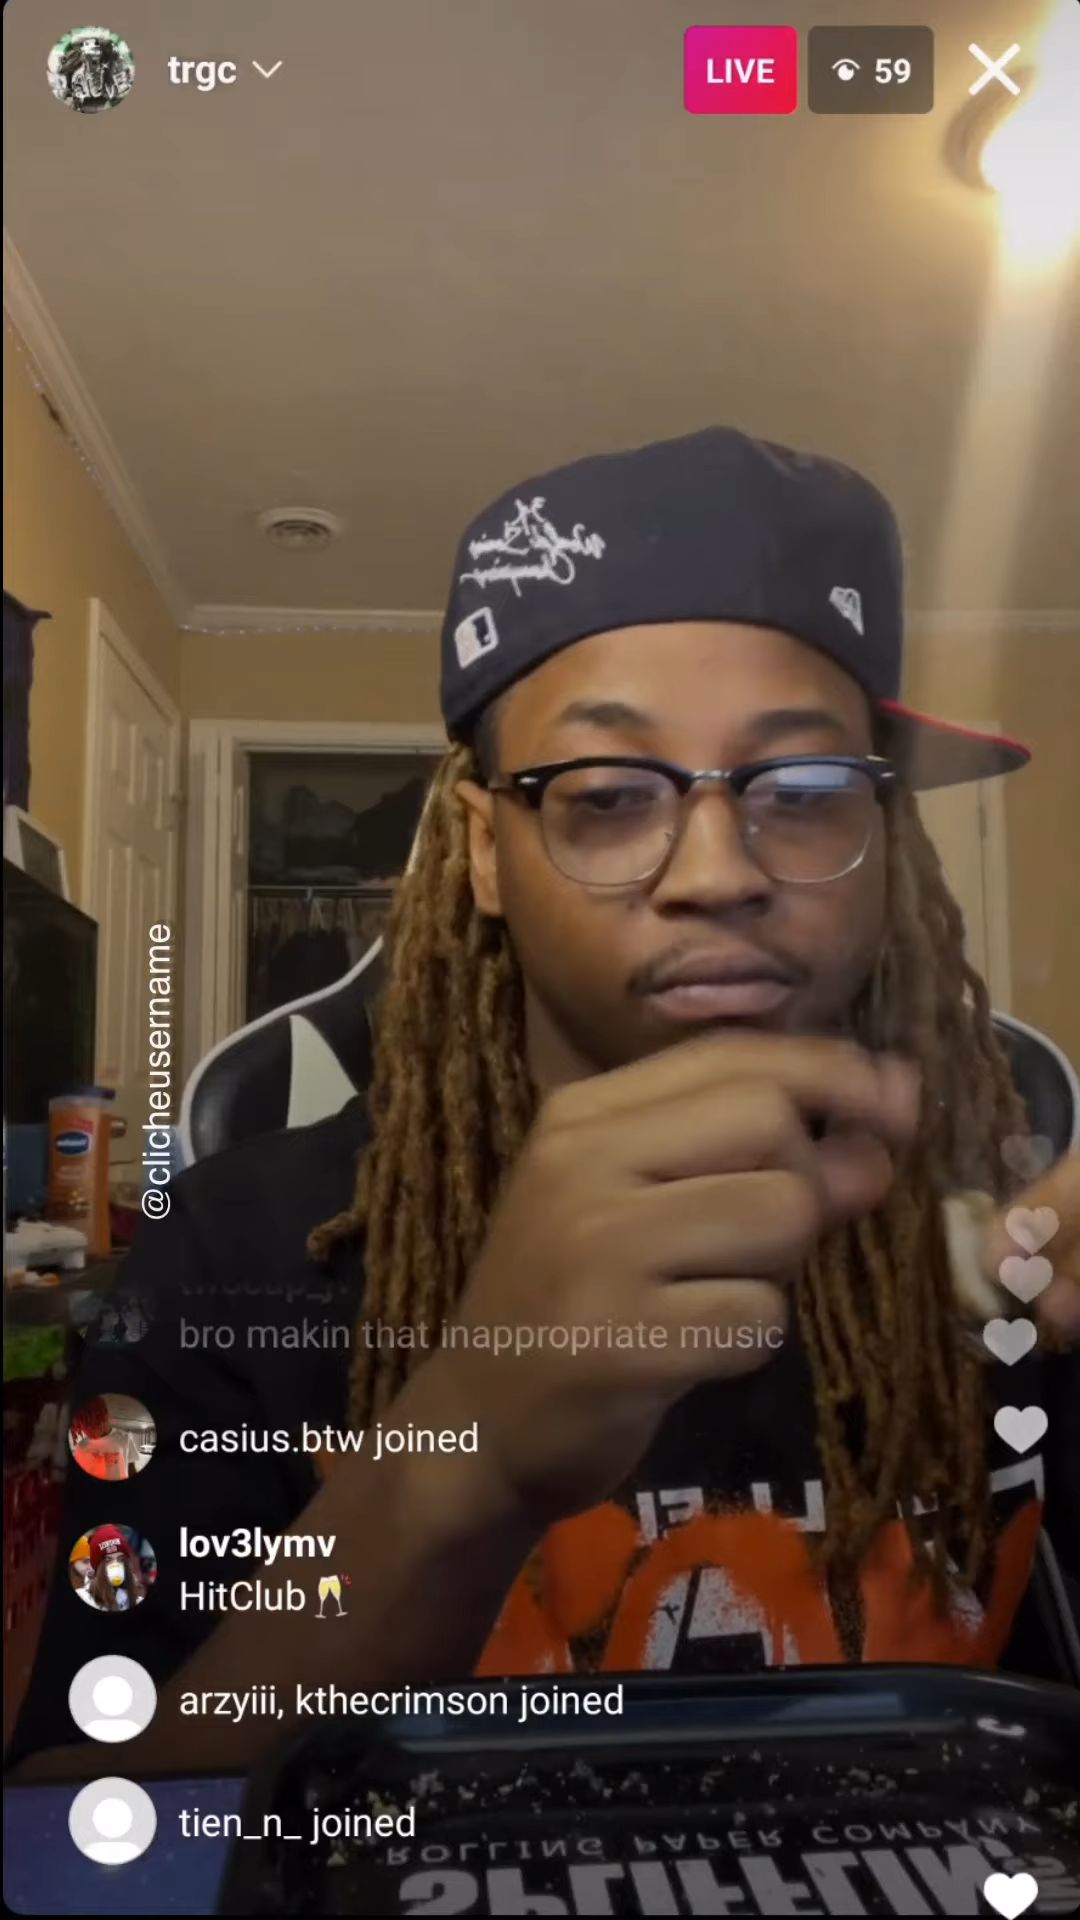 trgc
LIVE
59
@clicheusername
bro makin that inappropriate music
casius.btw joined
lov3lymv
HitClub🥂
arzyiii, kthecrimson joined
tien_n_ joined
ROLLING PAPER COMPANY
SPLIFFLIN